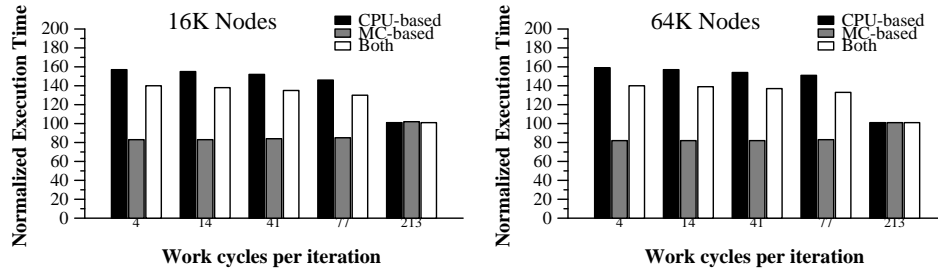 16K Nodes
CPU-based
MC-based
Both
Normalized Execution Time
200
180
160
140
120
100
80
60
40
20
0
4 14 41 77 213
Work cycles per iteration
64K Nodes
CPU-based
MC-based
Both
Normalized Execution Time
200
180
160
140
120
100
80
60
40
20
0
4 14 41 77 213
Work cycles per iteration